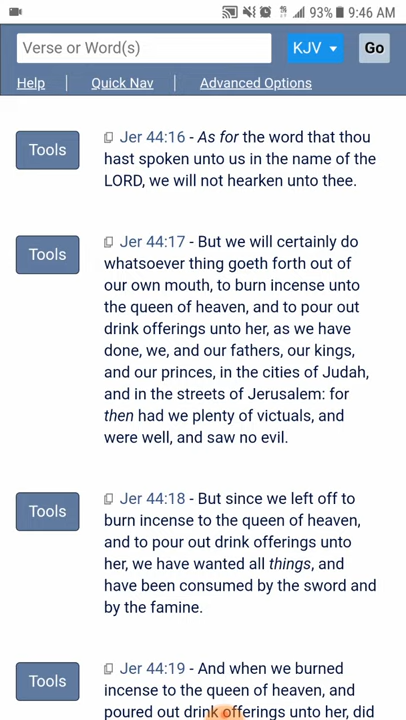 93% 9:46 AM
Verse or Word(s) KJV Go
Help | Quick Nav | Advanced Options
Tools
Jer 44:16 - As for the word that thou
hast spoken unto us in the name of the
LORD, we will not hearken unto thee.
Tools
Jer 44:17 - But we will certainly do
whatsoever thing goeth forth out of
our own mouth, to burn incense unto
the queen of heaven, and to pour out
drink offerings unto her, as we have
done, we, and our fathers, our kings,
and our princes, in the cities of Judah,
and in the streets of Jerusalem: for
then had we plenty of victuals, and
were well, and saw no evil.
Tools
Jer 44:18 - But since we left off to
burn incense to the queen of heaven,
and to pour out drink offerings unto
her, we have wanted all things, and
have been consumed by the sword and
by the famine.
Tools
Jer 44:19 - And when we burned
incense to the queen of heaven, and
poured out drink offerings unto her, did